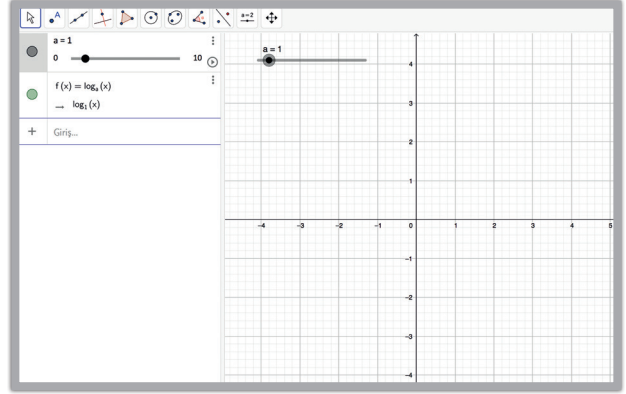 A
a=2
a = 1
0
10
f (x) = logₐ (x)
→ log₁ (x)
+ Giriş...
a = 1
4
3
2
1
-4 -3 -2 -1 0 1 2 3 4 5
-1
-2
-3
-4